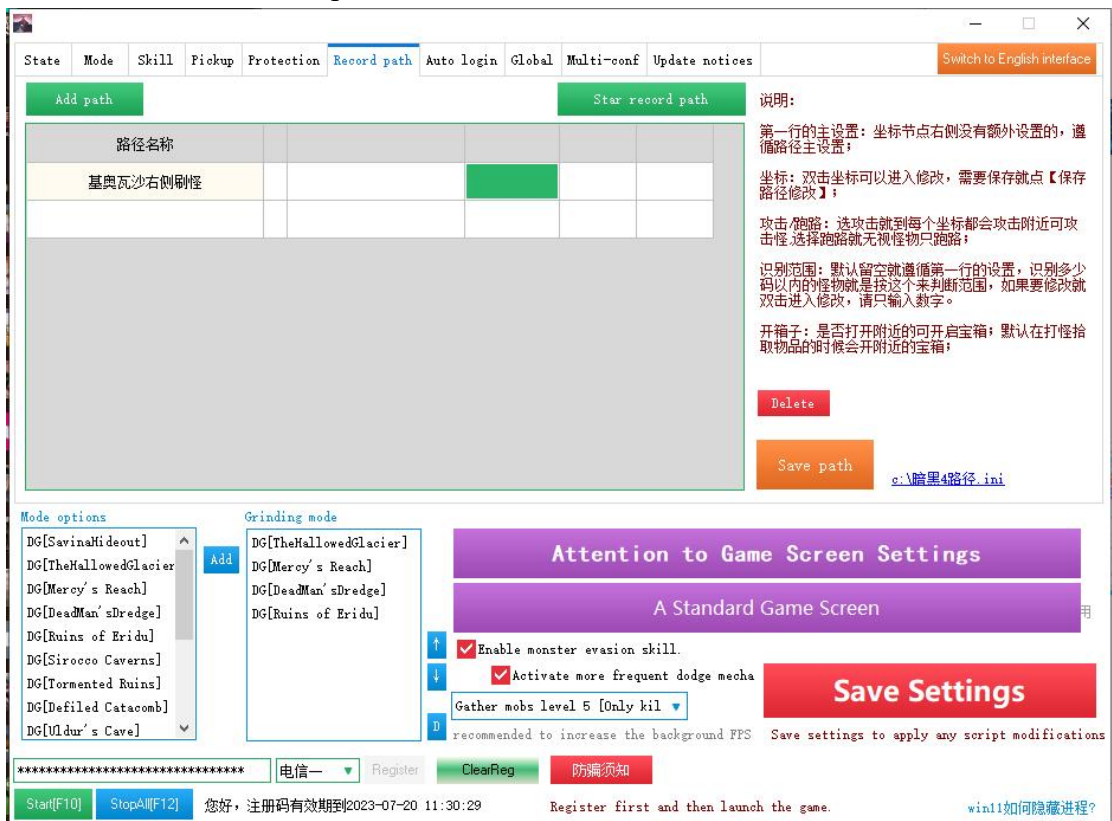 State Mode Skill Pickup Protection Record path Auto login Global Multi-conf Update notices Switch to English interface
Add path Star record path
路径名称
基奥瓦沙右侧刷怪
说明:
第一行的主设置：坐标节点右侧没有额外设置的，遵
循路径主设置；
坐标：双击坐标可以进入修改，需要保存就点【保存
路径修改】；
攻击/跑路：选攻击就到每个坐标都会攻击附近可攻
击怪.选择跑路就无视怪物只跑路；
识别范围：默认留空就遵循第一行的设置，识别多少
码以内的怪物就是按这个来判断范围，如果要修改就
双击进入修改，请只输入数字。
开箱子：是否打开附近的可开启宝箱；默认在打怪拾
取物品的时候会开附近的宝箱；
Delete
Save path
c:\暗黑4路径.ini
Mode options
DG[SavinaHideout]
DG[TheHallowedGlacier
DG[Mercy's Reach]
DG[DeadMan'sDredge]
DG[Ruins of Eridu]
DG[Sirocco Caverns]
DG[Tormented Ruins]
DG[Defiled Catacomb]
DG[Uldur's Cave]
Add
Grinding mode
DG[TheHallowedGlacier]
DG[Mercy's Reach]
DG[DeadMan'sDredge]
DG[Ruins of Eridu]
↑
↓
D
Attention to Game Screen Settings
A Standard Game Screen
用
Enable monster evasion skill.
Activate more frequent dodge mecha
Gather mobs level 5 [Only kil
recommended to increase the background FPS
Save Settings
Save settings to apply any script modifications
********************************* 电信一 Register ClearReg 防骗须知
Start[F10] StopAll[F12] 您好，注册码有效期到2023-07-20 11:30:29 Register first and then launch the game. win11如何隐藏进程?